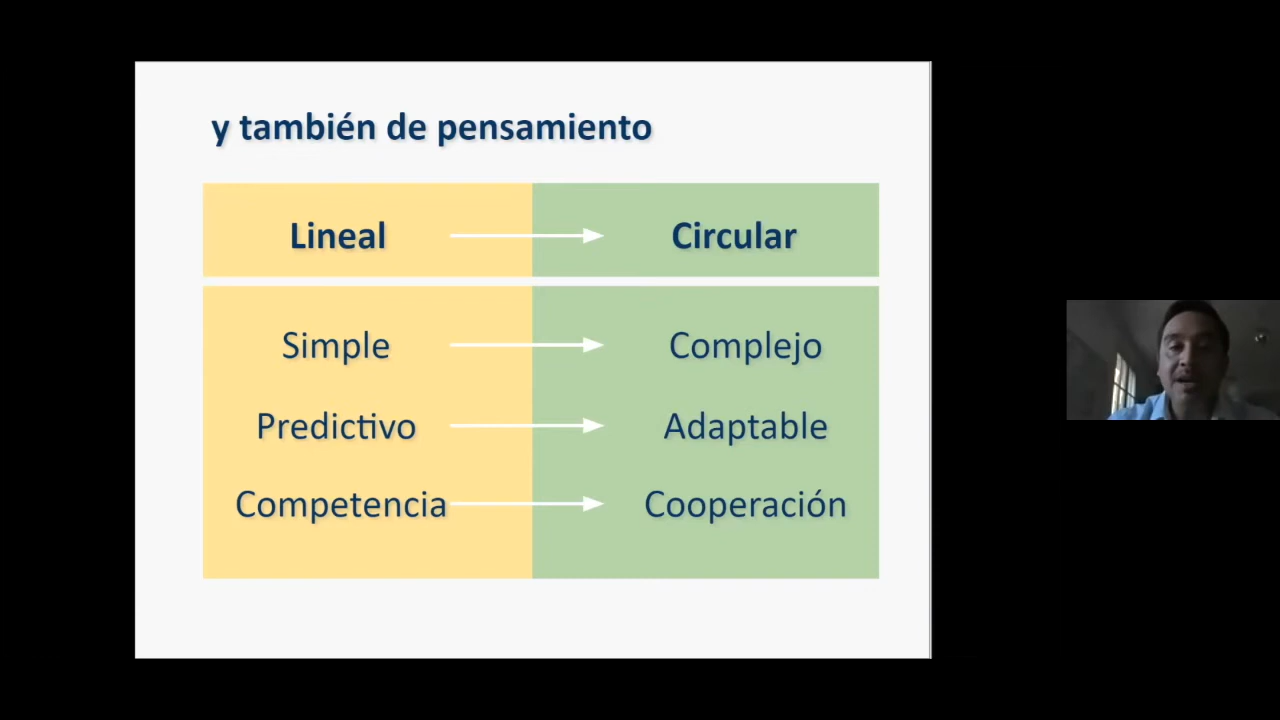 y también de pensamiento
Lineal Circular
Simple Complejo
Predictivo Adaptable
Competencia Cooperación